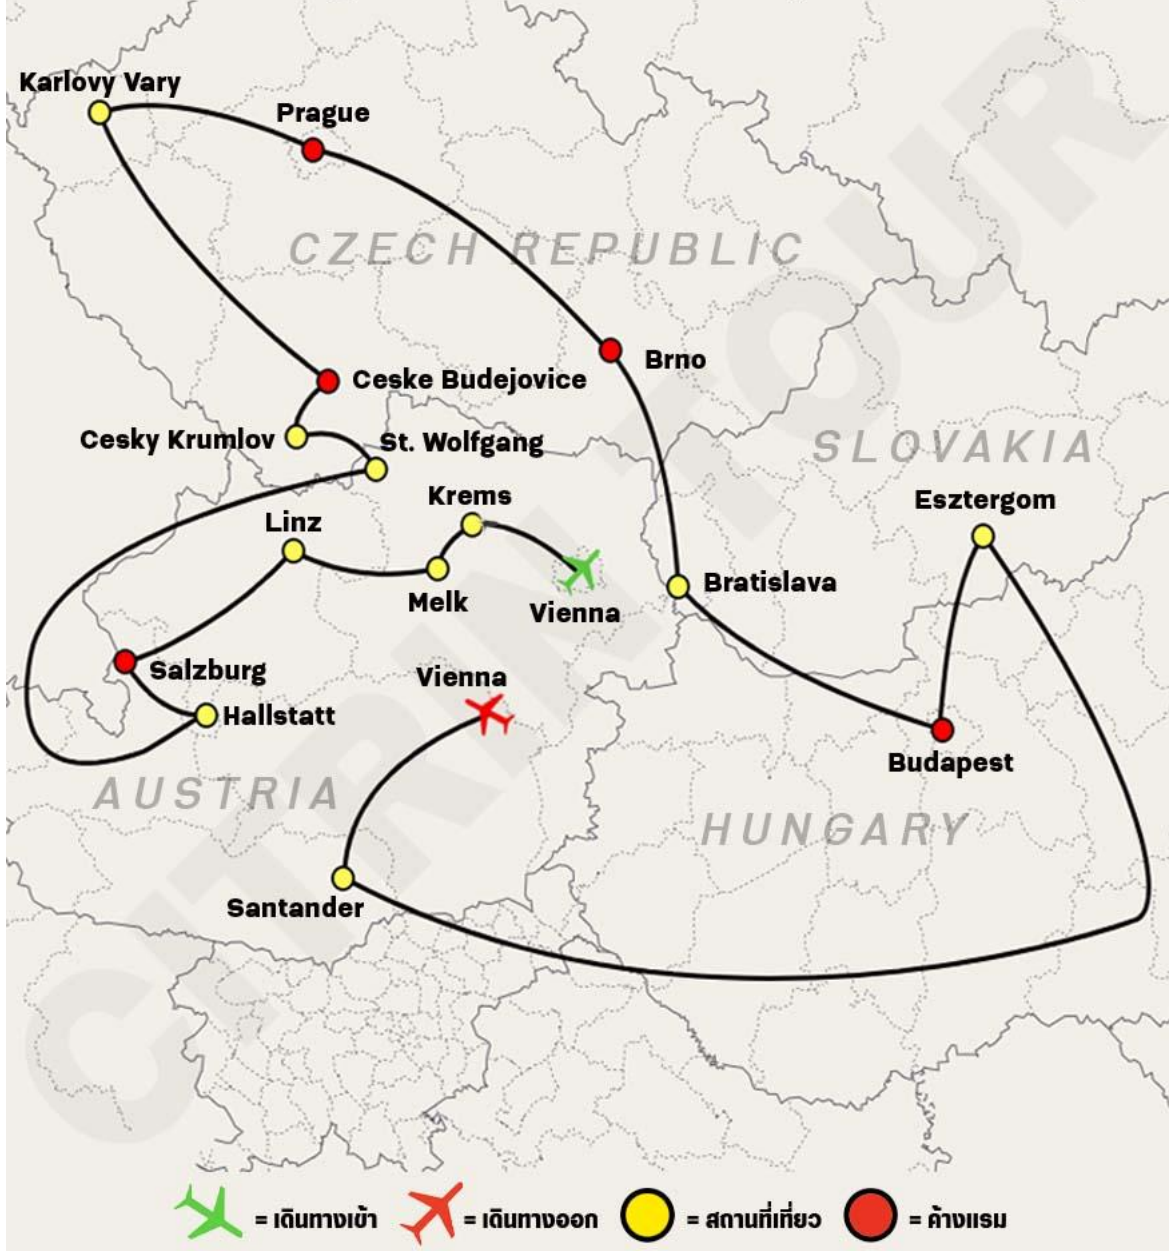 Karlovy Vary
Prague
CZECH REPUBLIC
Brno
Ceske Budejovice
Cesky Krumlov
St. Wolfgang
SLOVAKIA
Krems
Esztergom
Linz
Melk
Vienna
Bratislava
Salzburg
Vienna
Hallstatt
Budapest
AUSTRIA
HUNGARY
Santander
CITRIN TOUR
= เดินทางเข้า
= เดินทางออก
= สถานที่เที่ยว
= ค้างแรม